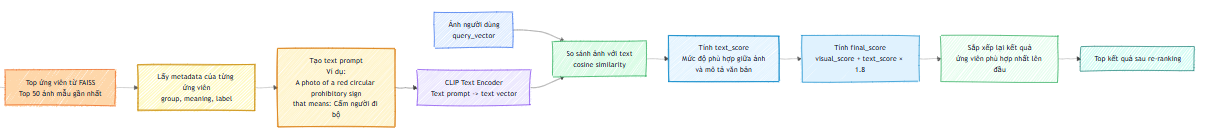 Top ứng viên từ FAISS
Top 50 ảnh mẫu gần nhất
Lấy metadata của từng
ứng viên
group, meaning, label
Tạo text prompt
Ví dụ:
A photo of a red circular
prohibitory sign
that means: Cấm người đi
bộ
Ảnh người dùng
query_vector
CLIP Text Encoder
Text prompt -> text vector
So sánh ảnh với text
cosine similarity
Tính text_score
Mức độ phù hợp giữa ảnh
và mô tả văn bản
Tính final_score
visual_score + text_score ×
1.8
Sắp xếp lại kết quả
ứng viên phù hợp nhất lên
đầu
Top kết quả sau re-ranking